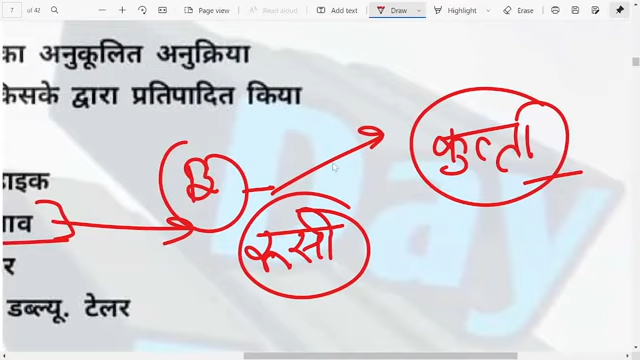 7 of 42
Page view
Read aloud
Add text
Draw
Highlight
Erase
का अनुकूलित अनुक्रिया
केसके द्वारा प्रतिपादित किया
डाइक
गाव
र
डब्ल्यू. टेलर
कुत्ता
रूसी
Day